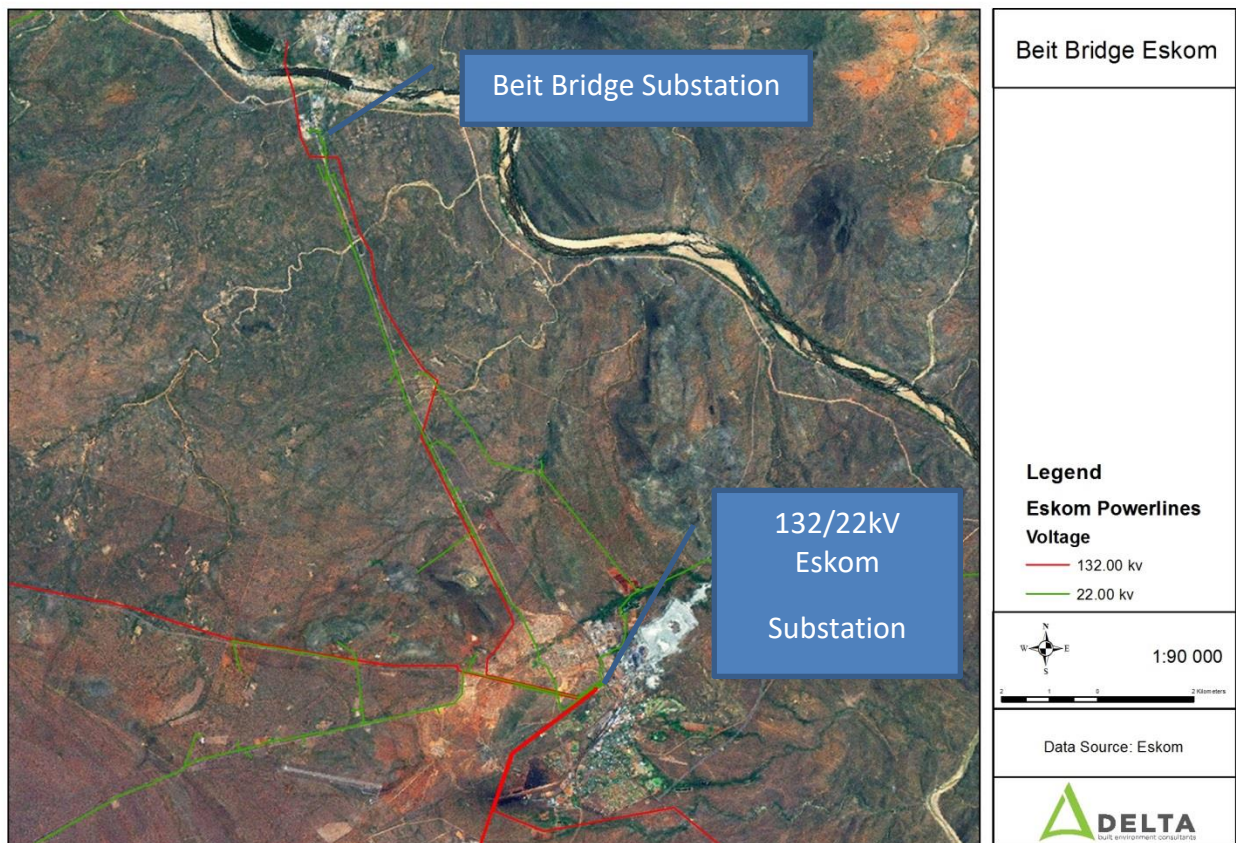 Beit Bridge Substation
132/22kV
Eskom
Substation
Beit Bridge Eskom
Legend
Eskom Powerlines
Voltage
132.00 kv
22.00 kv
N
W E
S
1:90 000
2 1 0 2 Kilometers
Data Source: Eskom
DELTA
built environment consultants